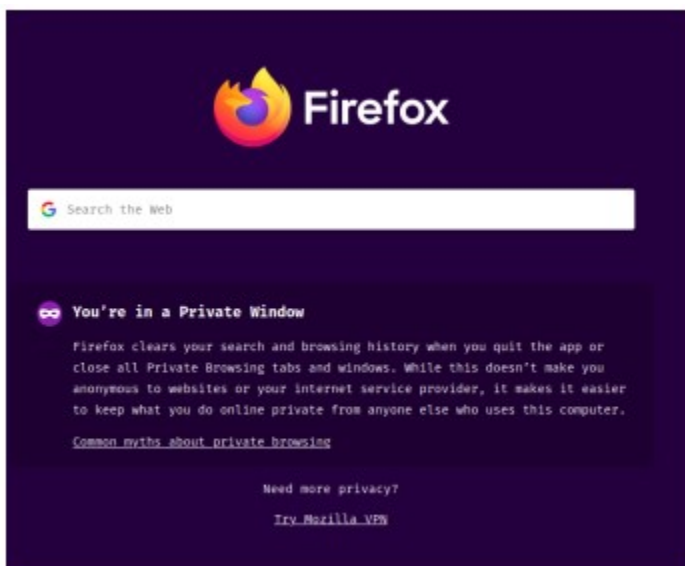 Firefox
Search the Web
You're in a Private Window
Firefox clears your search and browsing history when you quit the app or
close all Private Browsing tabs and windows. While this doesn't make you
anonymous to websites or your internet service provider, it makes it easier
to keep what you do online private from anyone else who uses this computer.
Common myths about private browsing
Need more privacy?
Try Mozilla VPN